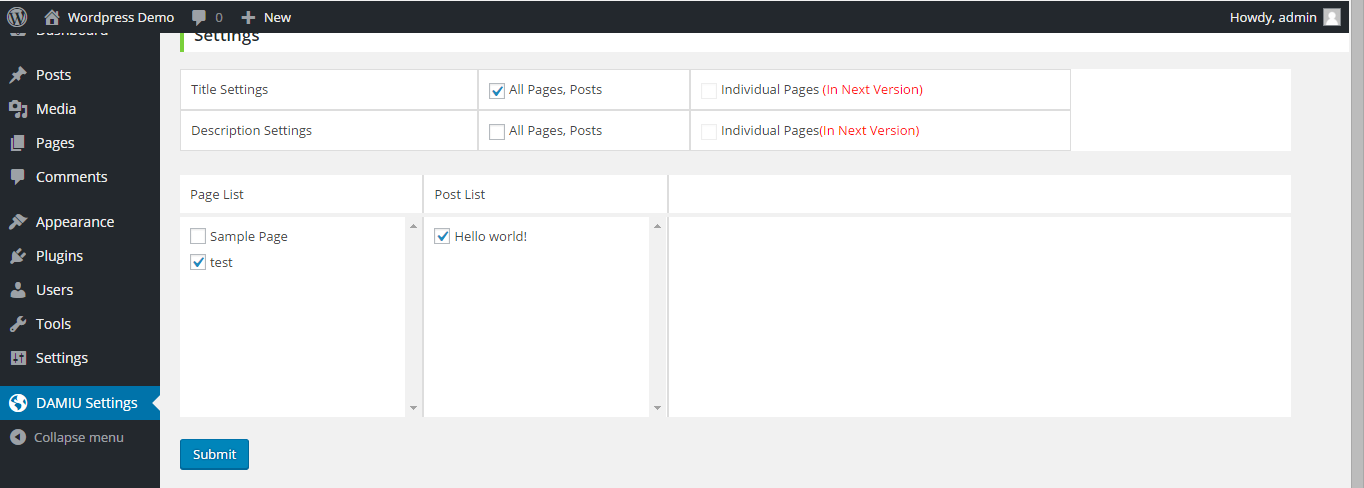 Wordpress Demo 0 New Howdy, admin
Dashboard
Settings
Posts
Media
Pages
Comments
Appearance
Plugins
Users
Tools
Settings
DAMIU Settings
Collapse menu
Title Settings All Pages, Posts Individual Pages (In Next Version)
Description Settings All Pages, Posts Individual Pages(In Next Version)
Page List Post List
Sample Page Hello world!
test
Submit